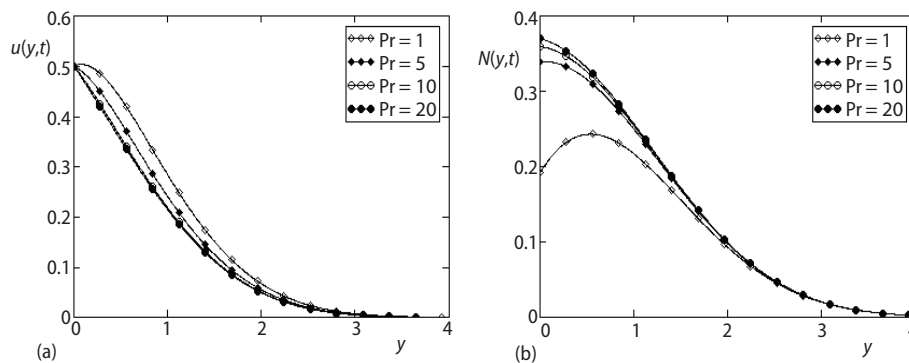 0.6
u(y,t)
0.5
0.4
0.3
0.2
0.1
0
0 1 2 3 4
y
(a)
Pr = 1
Pr = 5
Pr = 10
Pr = 20
0.4
N(y,t)
0.3
0.2
0.1
0
0 1 2 3 4
y
(b)
Pr = 1
Pr = 5
Pr = 10
Pr = 20